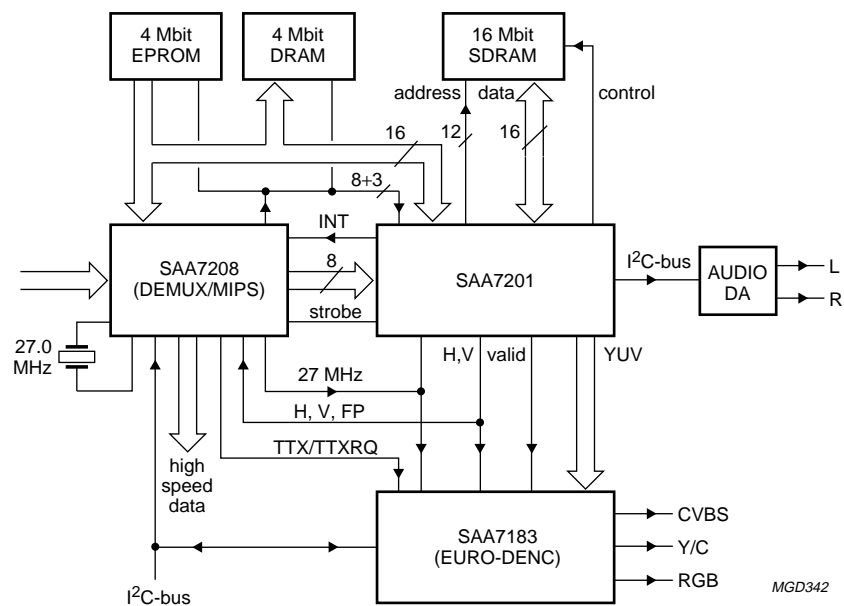 4 Mbit
EPROM
4 Mbit
DRAM
16 Mbit
SDRAM
address
data
control
16
12
16
8+3
INT
SAA7208
(DEMUX/MIPS)
8
strobe
SAA7201
I²C-bus
AUDIO
DA
L
R
27.0
MHz
H,V
valid
YUV
27 MHz
H, V, FP
TTX/TTXRQ
high
speed
data
SAA7183
(EURO-DENC)
CVBS
Y/C
RGB
I²C-bus
MGD342